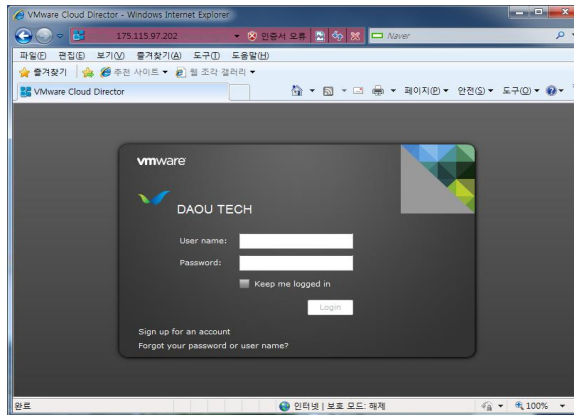 VMware Cloud Director - Windows Internet Explorer
175.115.97.202 인증서 오류 Naver
파일(F) 편집(E) 보기(V) 즐겨찾기(A) 도구(T) 도움말(H)
즐겨찾기 추천 사이트 웹 조각 갤러리
VMware Cloud Director 페이지(P) 안전(S) 도구(O)
vmware
DAOU TECH
User name:
Password:
Keep me logged in
Login
Sign up for an account
Forgot your password or user name?
완료 인터넷 | 보호 모드: 해제 100%